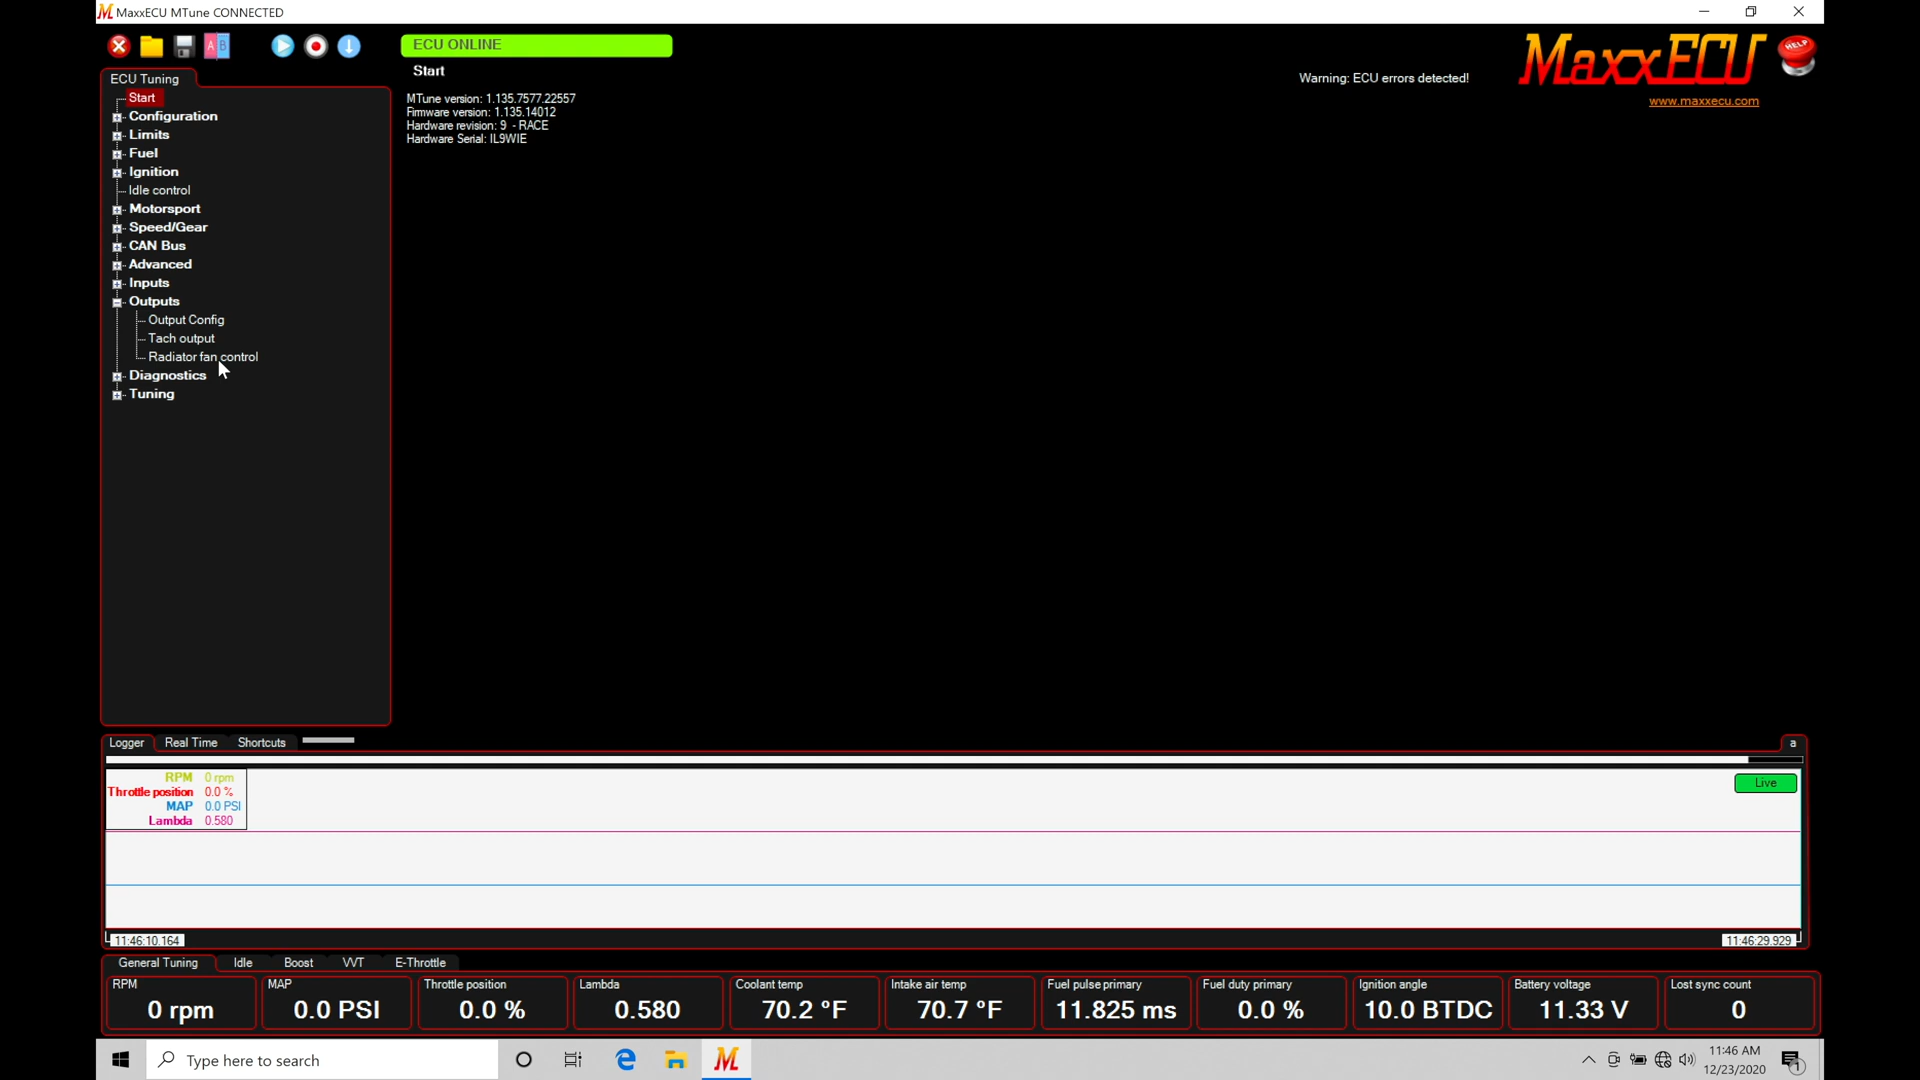 MaxxECU MTune CONNECTED
A B
ECU ONLINE
MaxxECU
HELP
ECU Tuning
Start
Warning: ECU errors detected!
www.maxxecu.com
Start
Configuration
Limits
Fuel
Ignition
Idle control
Motorsport
Speed/Gear
CAN Bus
Advanced
Inputs
Outputs
Output Config
Tach output
Radiator fan control
Diagnostics
Tuning
MTune version: 1.135.7577.22557
Firmware version: 1.135.14012
Hardware revision: 9 - RACE
Hardware Serial: IL9WIE
Logger Real Time Shortcuts
a
RPM 0 rpm
Throttle position 0.0 %
MAP 0.0 PSI
Lambda 0.580
Live
11:46:10.164
11:46:29.929
General Tuning Idle Boost VVT E-Throttle
RPM
0 rpm
MAP
0.0 PSI
Throttle position
0.0 %
Lambda
0.580
Coolant temp
70.2 °F
Intake air temp
70.7 °F
Fuel pulse primary
11.825 ms
Fuel duty primary
0.0 %
Ignition angle
10.0 BTDC
Battery voltage
11.33 V
Lost sync count
0
Type here to search
11:46 AM
12/23/2020
1